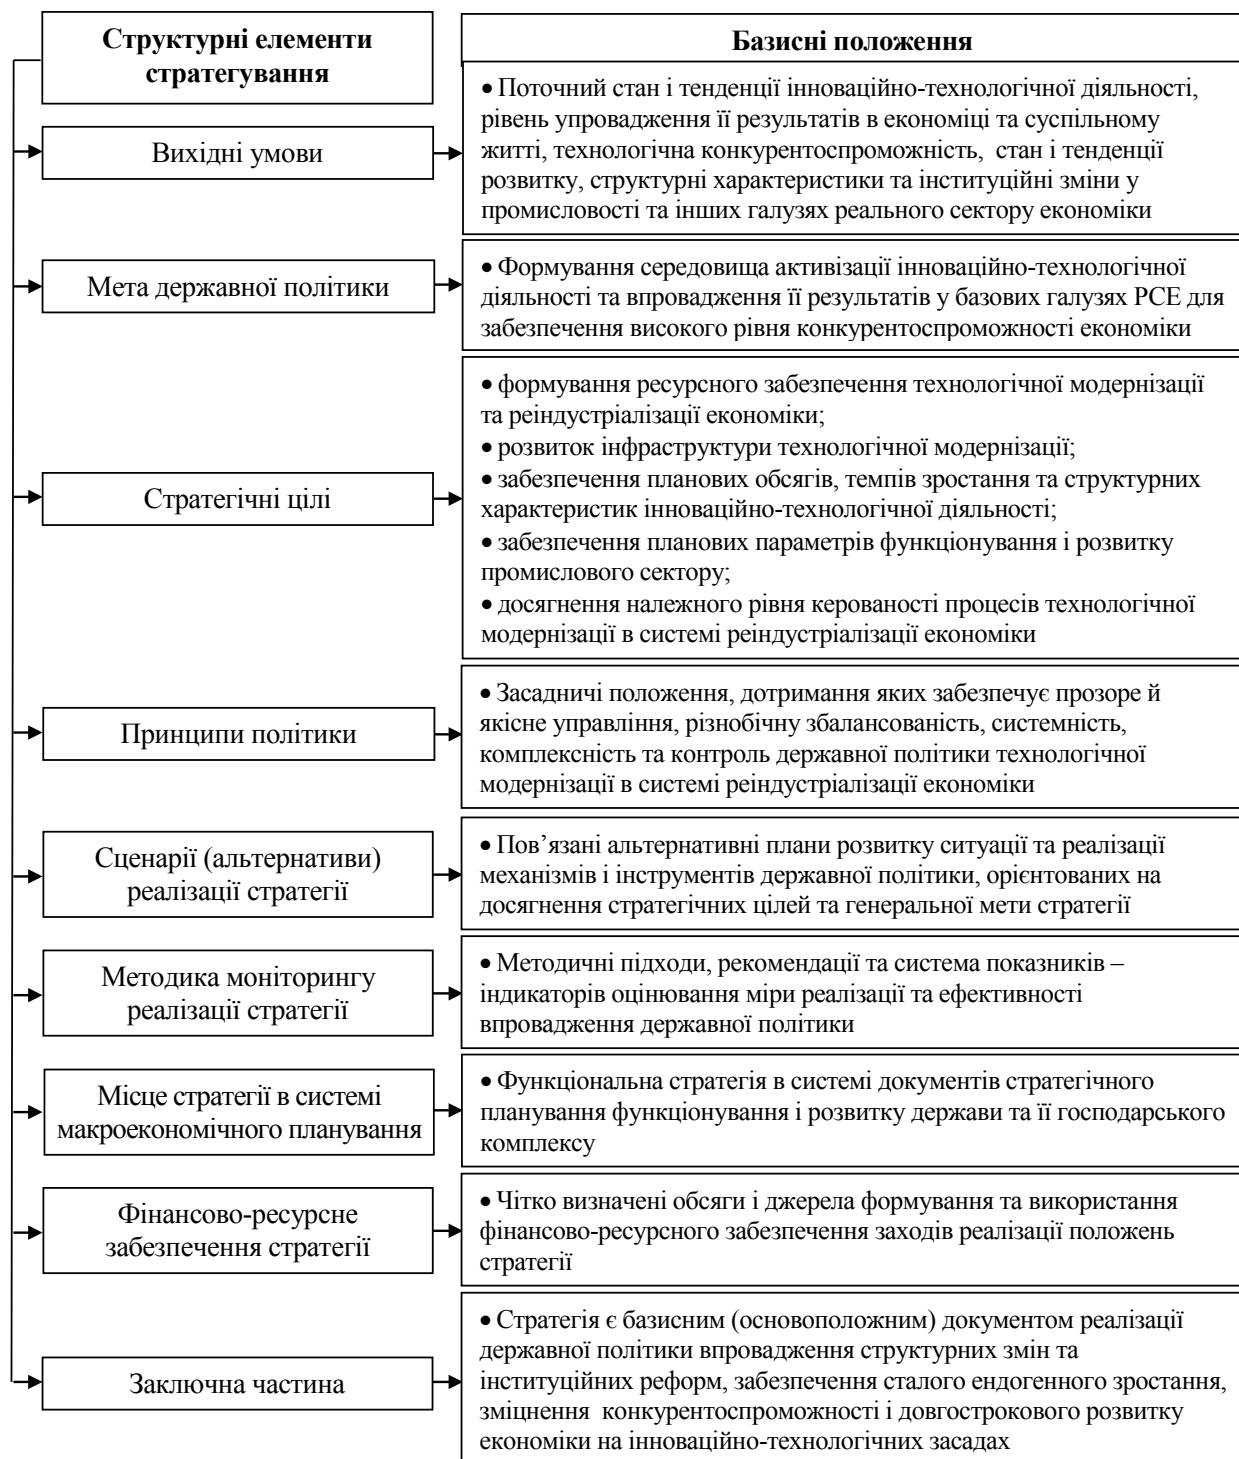 Структурні елементи
стратегування
Базисні положення
Вихідні умови
• Поточний стан і тенденції інноваційно-технологічної діяльності,
рівень упровадження її результатів в економіці та суспільному
житті, технологічна конкурентоспроможність, стан і тенденції
розвитку, структурні характеристики та інституційні зміни у
промисловості та інших галузях реального сектору економіки
Мета державної політики
• Формування середовища активізації інноваційно-технологічної
діяльності та впровадження її результатів у базових галузях РСЕ для
забезпечення високого рівня конкурентоспроможності економіки
Стратегічні цілі
• формування ресурсного забезпечення технологічної модернізації
та реіндустріалізації економіки;
• розвиток інфраструктури технологічної модернізації;
• забезпечення планових обсягів, темпів зростання та структурних
характеристик інноваційно-технологічної діяльності;
• забезпечення планових параметрів функціонування і розвитку
промислового сектору;
• досягнення належного рівня керованості процесів технологічної
модернізації в системі реіндустріалізації економіки
Принципи політики
• Засадничі положення, дотримання яких забезпечує прозоре й
якісне управління, різнобічну збалансованість, системність,
комплексність та контроль державної політики технологічної
модернізації в системі реіндустріалізації економіки
Сценарії (альтернативи)
реалізації стратегії
• Пов’язані альтернативні плани розвитку ситуації та реалізації
механізмів і інструментів державної політики, орієнтованих на
досягнення стратегічних цілей та генеральної мети стратегії
Методика моніторингу
реалізації стратегії
• Методичні підходи, рекомендації та система показників –
індикаторів оцінювання міри реалізації та ефективності
впровадження державної політики
Місце стратегії в системі
макроекономічного планування
• Функціональна стратегія в системі документів стратегічного
планування функціонування і розвитку держави та її господарського
комплексу
Фінансово-ресурсне
забезпечення стратегії
• Чітко визначені обсяги і джерела формування та використання
фінансово-ресурсного забезпечення заходів реалізації положень
стратегії
Заключна частина
• Стратегія є базисним (основоположним) документом реалізації
державної політики впровадження структурних змін та
інституційних реформ, забезпечення сталого ендогенного зростання,
зміцнення конкурентоспроможності і довгострокового розвитку
економіки на інноваційно-технологічних засадах